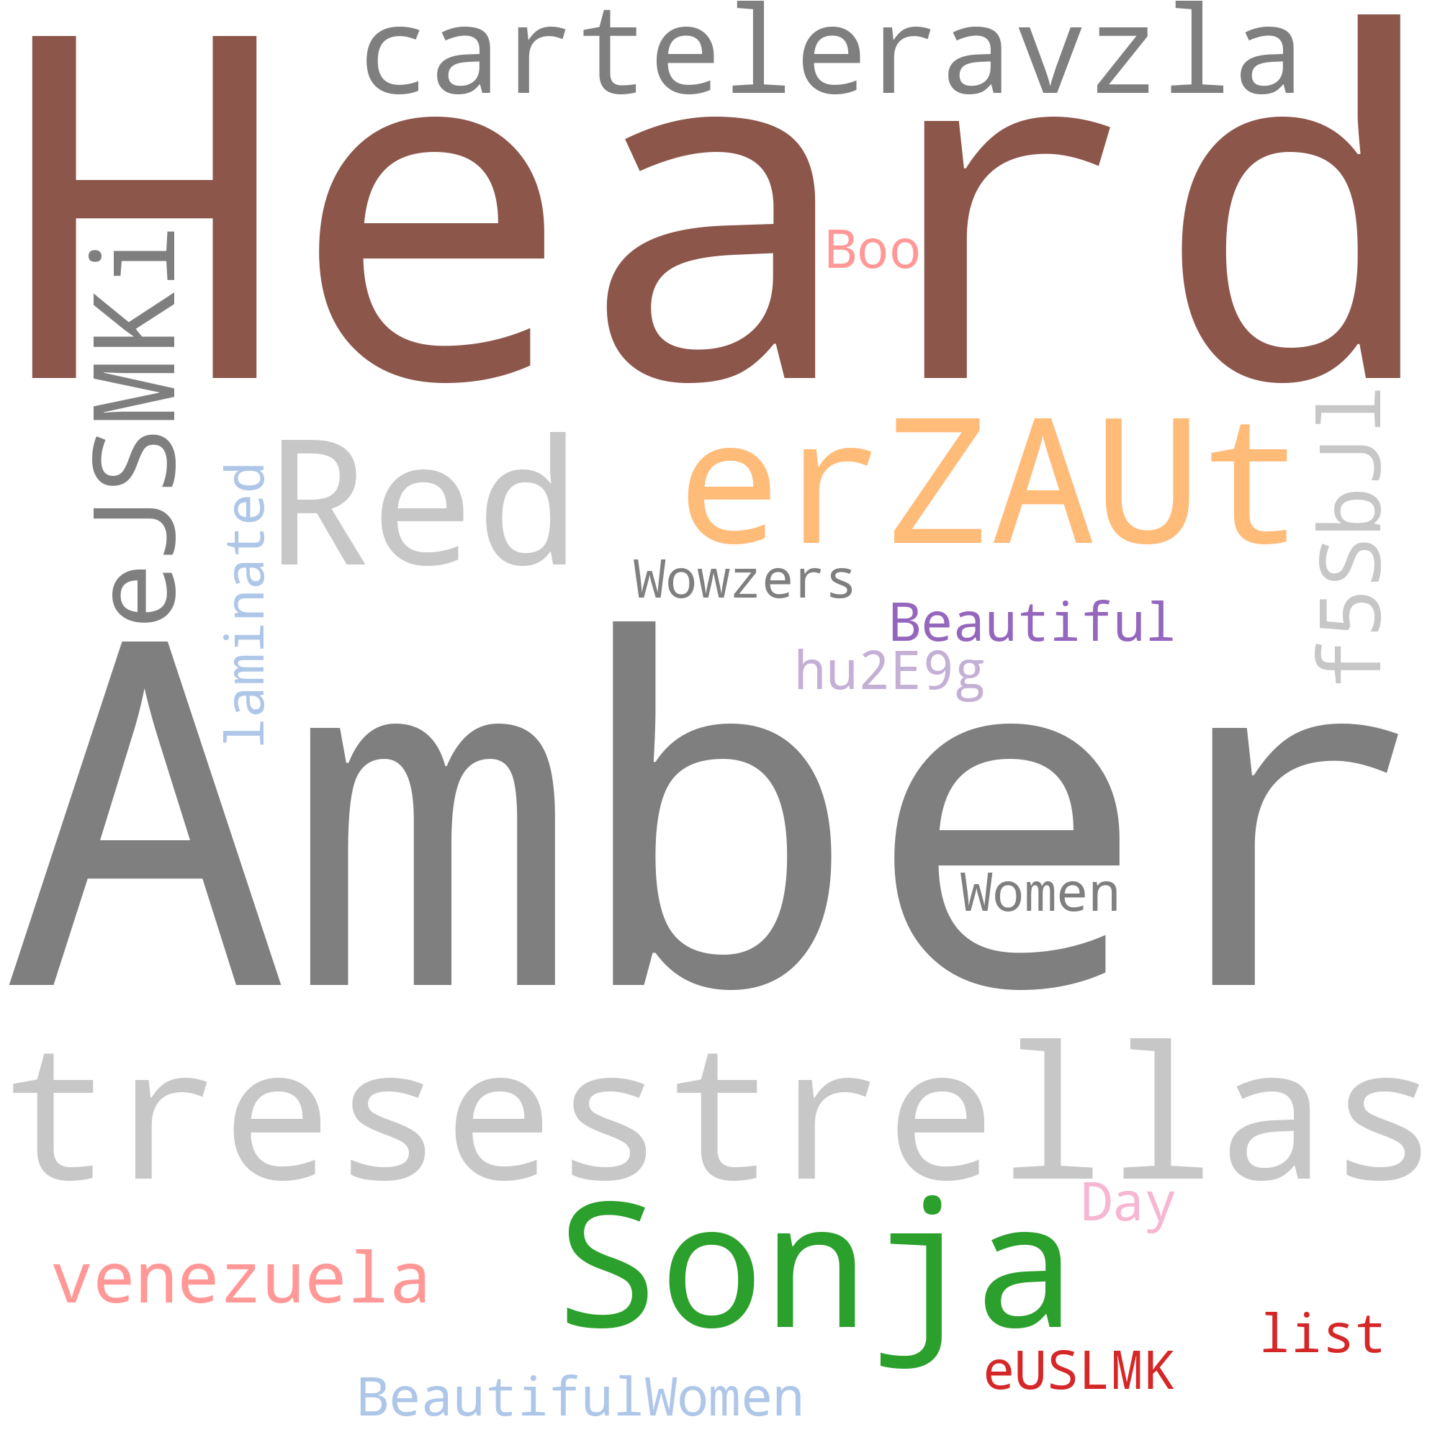 carteleravzla
Heard
Boo
eJSMKi
Red
erZAUt
f5SbJl
laminated
Wowzers
Beautiful
hu2E9g
Amber
Women
tresestrellas
Day
Sonja
venezuela
list
eUSLMK
BeautifulWomen